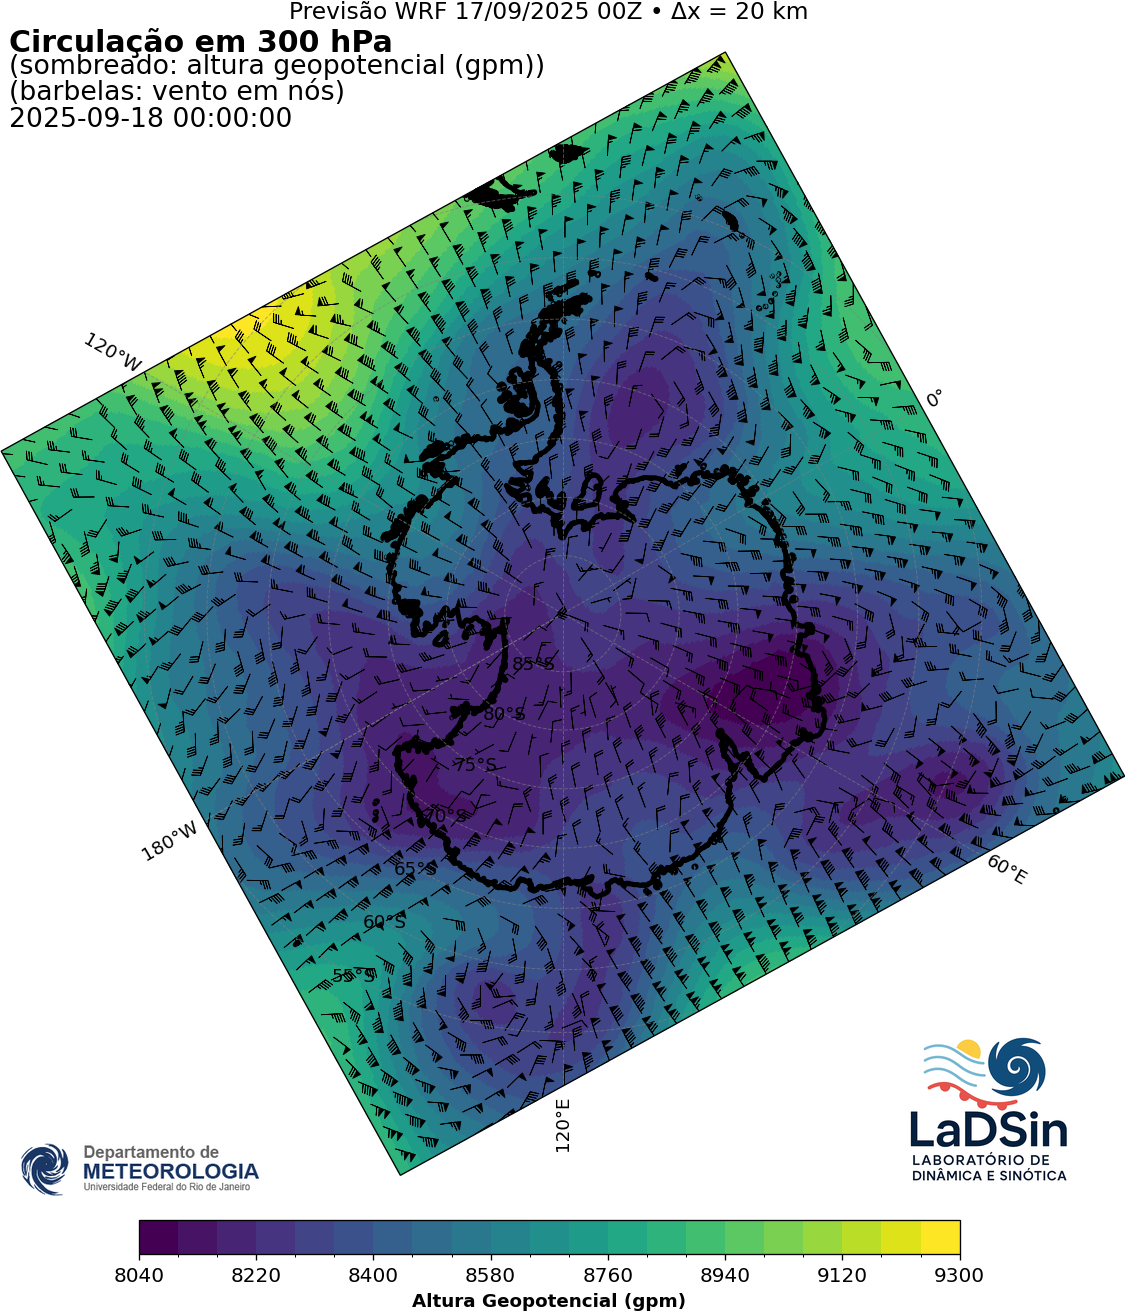 Previsão WRF 17/09/2025 00Z • Δx = 20 km
Circulação em 300 hPa
(sombreado: altura geopotencial (gpm))
(barbelas: vento em nós)
2025-09-18 00:00:00
120°W
0°
85°S
80°S
75°S
70°S
65°S
60°S
55°S
180°W
60°E
120°E
Departamento de
METEOROLOGIA
Universidade Federal do Rio de Janeiro
LaDSin
LABORATÓRIO DE
DINÂMICA E SINÓTICA
8040 8220 8400 8580 8760 8940 9120 9300
Altura Geopotencial (gpm)